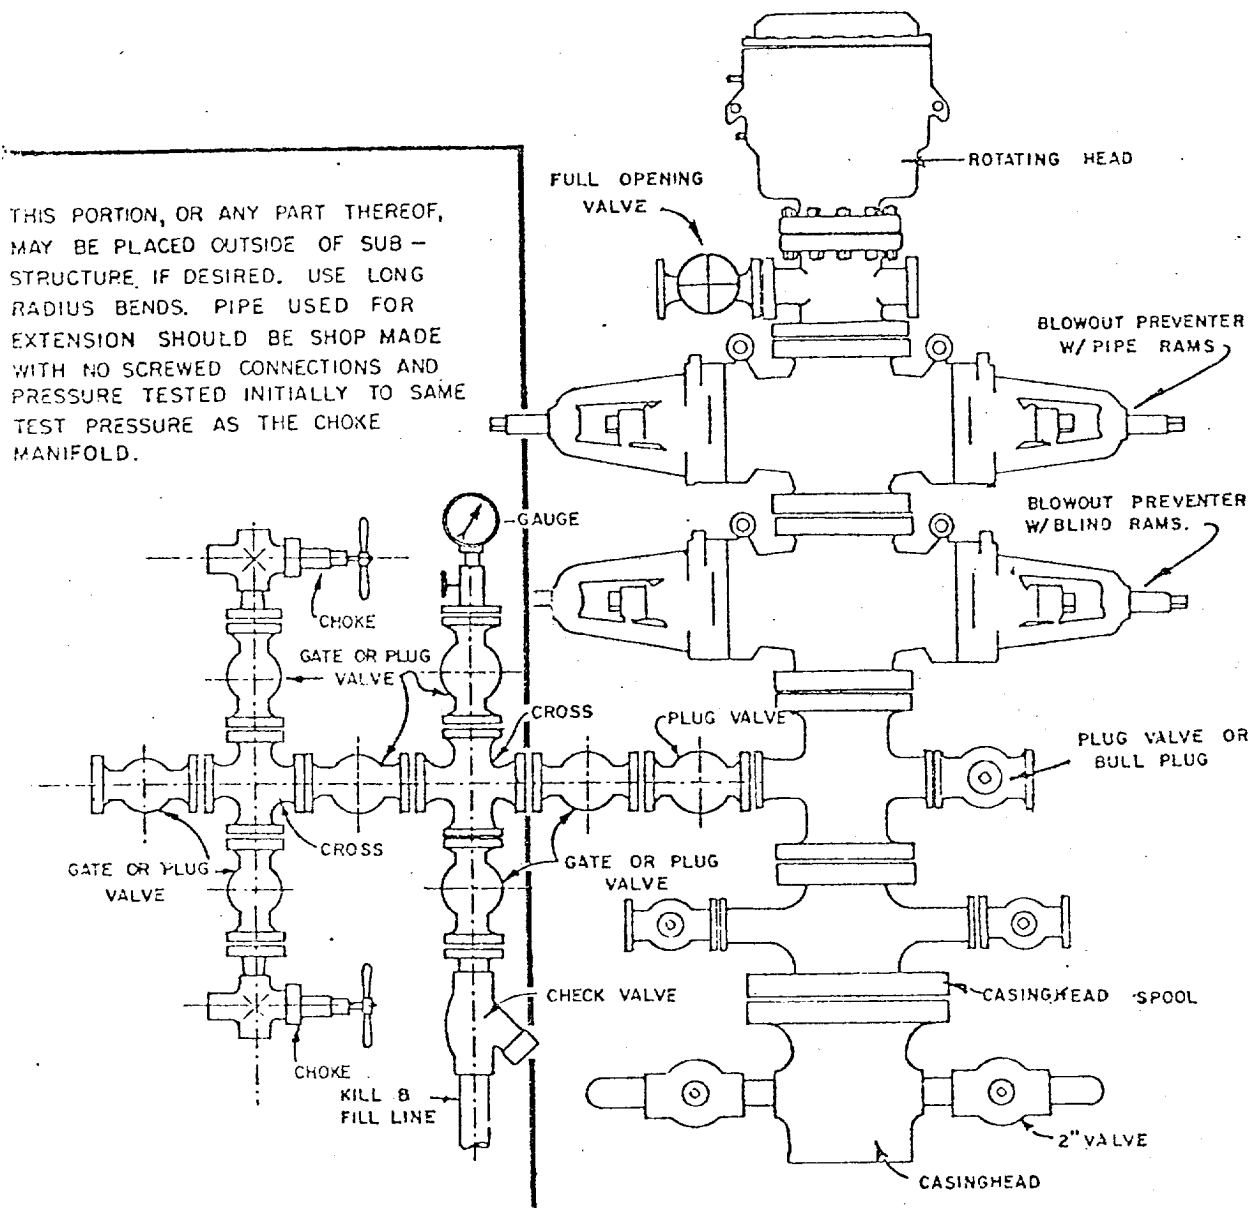 ROTATING HEAD
FULL OPENING
VALVE
THIS PORTION, OR ANY PART THEREOF,
MAY BE PLACED OUTSIDE OF SUB-
STRUCTURE IF DESIRED. USE LONG
RADIUS BENDS. PIPE USED FOR
EXTENSION SHOULD BE SHOP MADE
WITH NO SCREWED CONNECTIONS AND
PRESSURE TESTED INITIALLY TO SAME
TEST PRESSURE AS THE CHOKE
MANIFOLD.
BLOWOUT PREVENTER
W/ PIPE RAMS
BLOWOUT PREVENTER
W/BLIND RAMS.
GAUGE
CHOKE
GATE OR PLUG
VALVE
CROSS
PLUG VALVE
PLUG VALVE OR
BULL PLUG
CROSS
GATE OR PLUG
VALVE
GATE OR PLUG
VALVE
CHECK VALVE
CASINGHEAD SPOOL
CHOKE
KILL &
FILL LINE
2" VALVE
CASINGHEAD